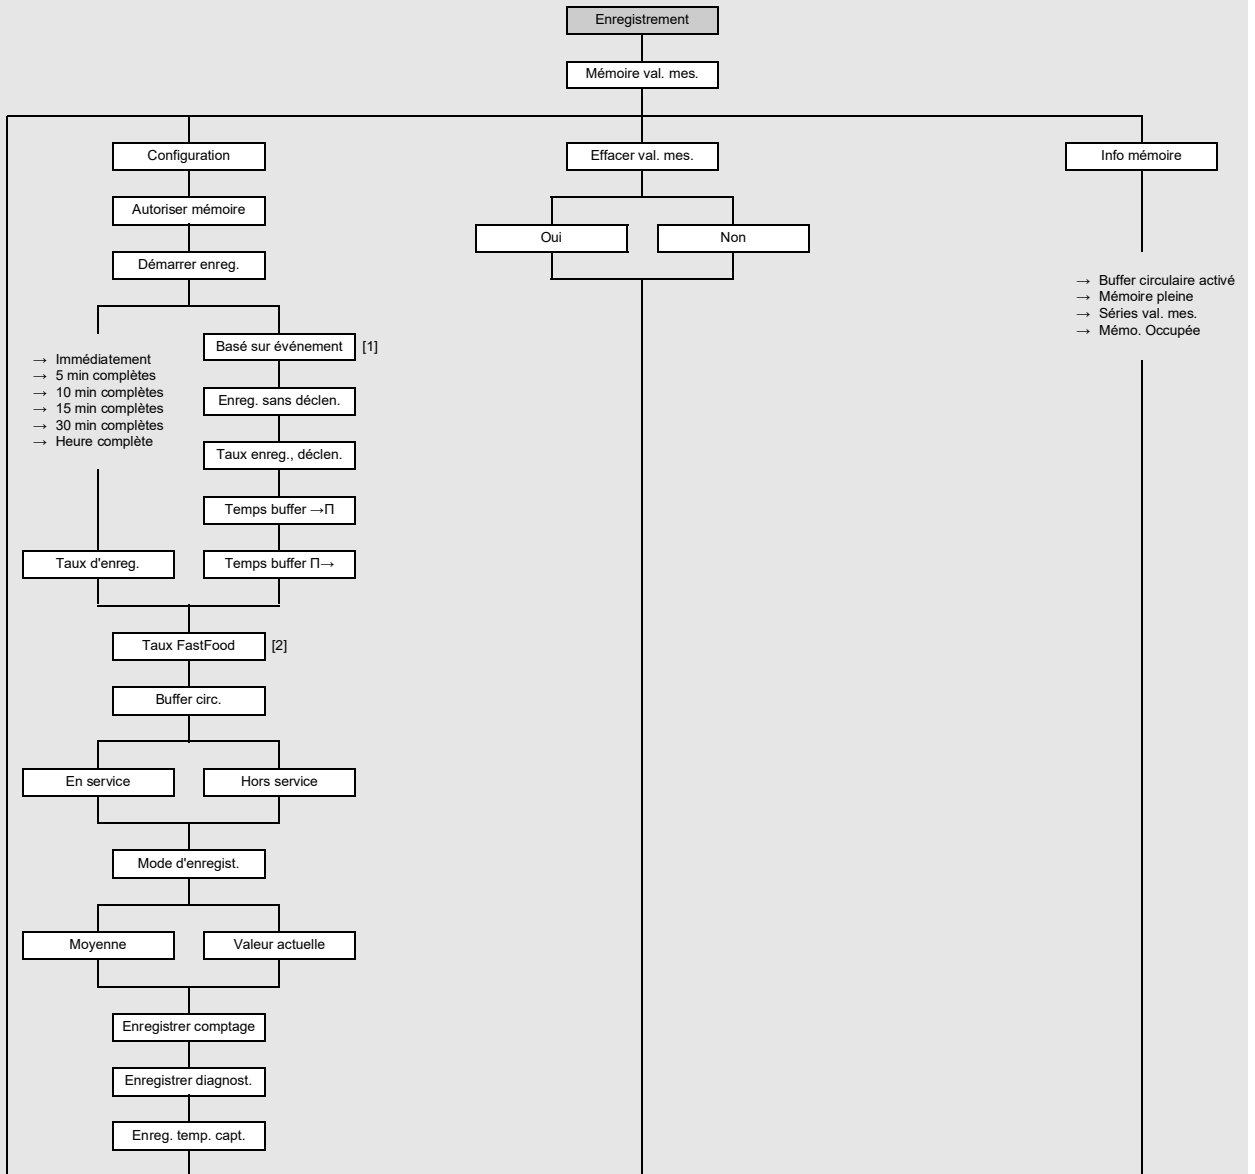 Enregistrement
Mémoire val. mes.
Configuration
Effacer val. mes.
Info mémoire
Autoriser mémoire
Oui
Non
Démarrer enreg.
→ Buffer circulaire activé
→ Mémoire pleine
→ Séries val. mes.
→ Mémo. Occupée
Basé sur événement [1]
→ Immédiatement
→ 5 min complètes
→ 10 min complètes
→ 15 min complètes
→ 30 min complètes
→ Heure complète
Enreg. sans déclen.
Taux enreg., déclen.
Temps buffer →Π
Taux d'enreg.
Temps buffer Π→
Taux FastFood [2]
Buffer circ.
En service
Hors service
Mode d'enregist.
Moyenne
Valeur actuelle
Enregistrer comptage
Enregistrer diagnost.
Enreg. temp. capt.